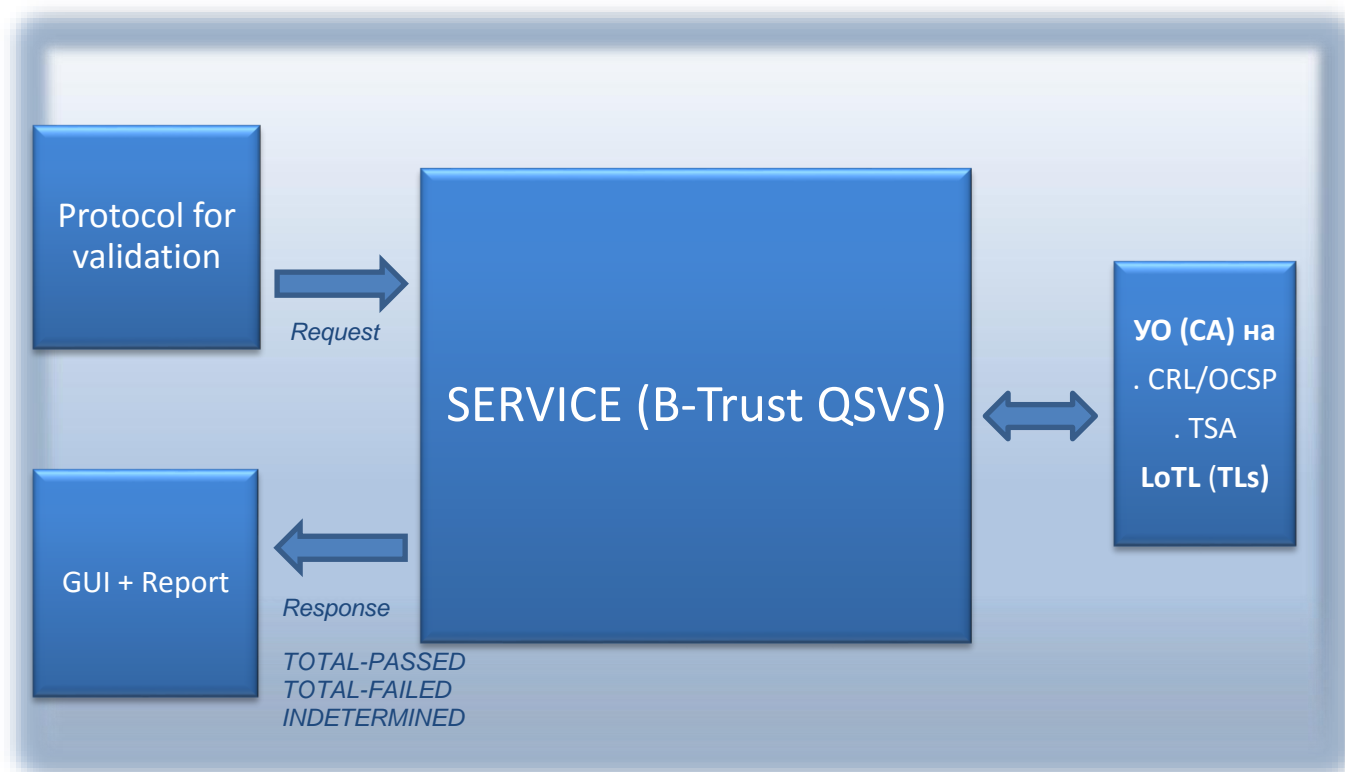 Protocol for
validation
Request
SERVICE (B-Trust QSVS)
УО (CA) на
. CRL/OCSP
. TSA
LoTL (TLs)
GUI + Report
Response
TOTAL-PASSED
TOTAL-FAILED
INDETERMINED